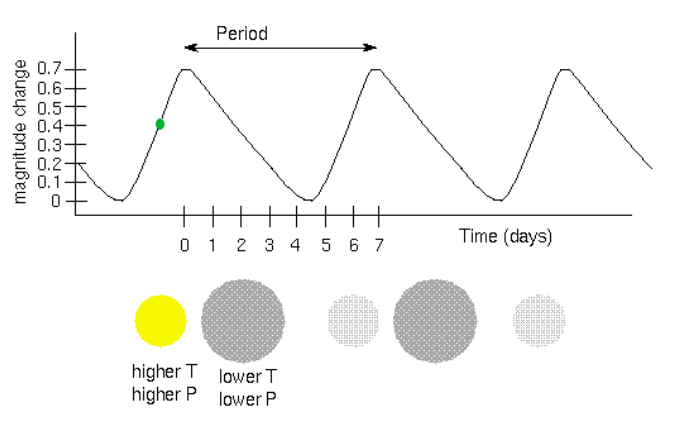 Period
magnitude change
0.7
0.6
0.5
0.4
0.3
0.2
0.1
0
0 1 2 3 4 5 6 7
Time (days)
higher T
higher P
lower T
lower P